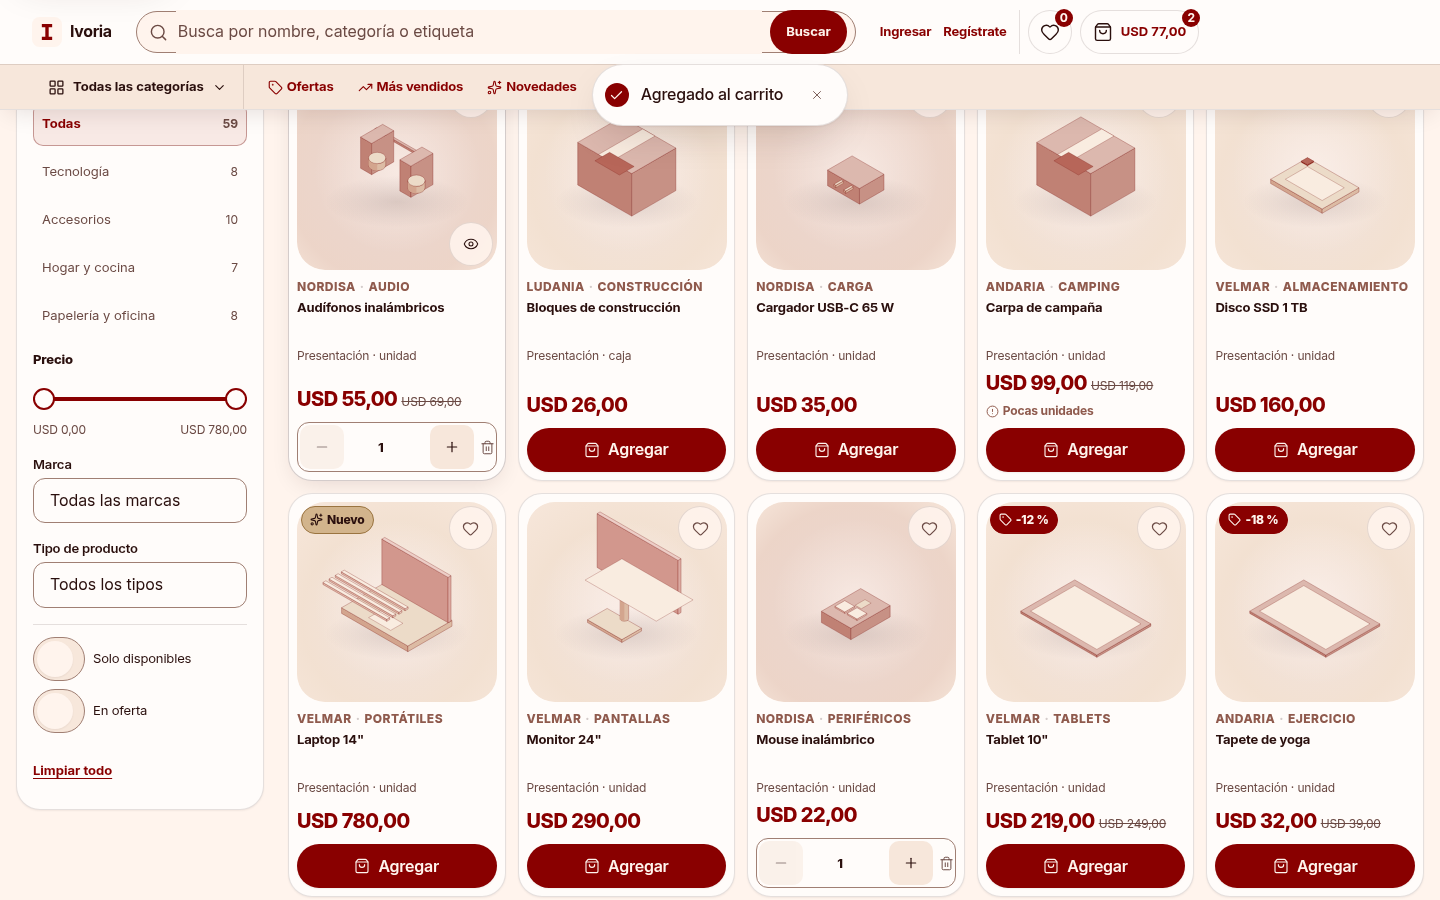 Ivoria
Busca por nombre, categoría o etiqueta
Buscar
Ingresar
Regístrate
0
USD 77,00
2
Todas las categorías
Ofertas
Más vendidos
Novedades
Agregado al carrito
Todas 59
Tecnología 8
Accesorios 10
Hogar y cocina 7
Papelería y oficina 8
Precio
USD 0,00 USD 780,00
Marca
Todas las marcas
Tipo de producto
Todos los tipos
Solo disponibles
En oferta
Limpiar todo
NORDISA · AUDIO
Audífonos inalámbricos
Presentación · unidad
USD 55,00 USD 69,00
1
LUDANIA · CONSTRUCCIÓN
Bloques de construcción
Presentación · caja
USD 26,00
Agregar
NORDISA · CARGA
Cargador USB-C 65 W
Presentación · unidad
USD 35,00
Agregar
ANDARIA · CAMPING
Carpa de campaña
Presentación · unidad
USD 99,00 USD 119,00
Pocas unidades
Agregar
VELMAR · ALMACENAMIENTO
Disco SSD 1 TB
Presentación · unidad
USD 160,00
Agregar
Nuevo
VELMAR · PORTÁTILES
Laptop 14"
Presentación · unidad
USD 780,00
Agregar
VELMAR · PANTALLAS
Monitor 24"
Presentación · unidad
USD 290,00
Agregar
NORDISA · PERIFÉRICOS
Mouse inalámbrico
Presentación · unidad
USD 22,00
1
-12 %
VELMAR · TABLETS
Tablet 10"
Presentación · unidad
USD 219,00 USD 249,00
Agregar
-18 %
ANDARIA · EJERCICIO
Tapete de yoga
Presentación · unidad
USD 32,00 USD 39,00
Agregar